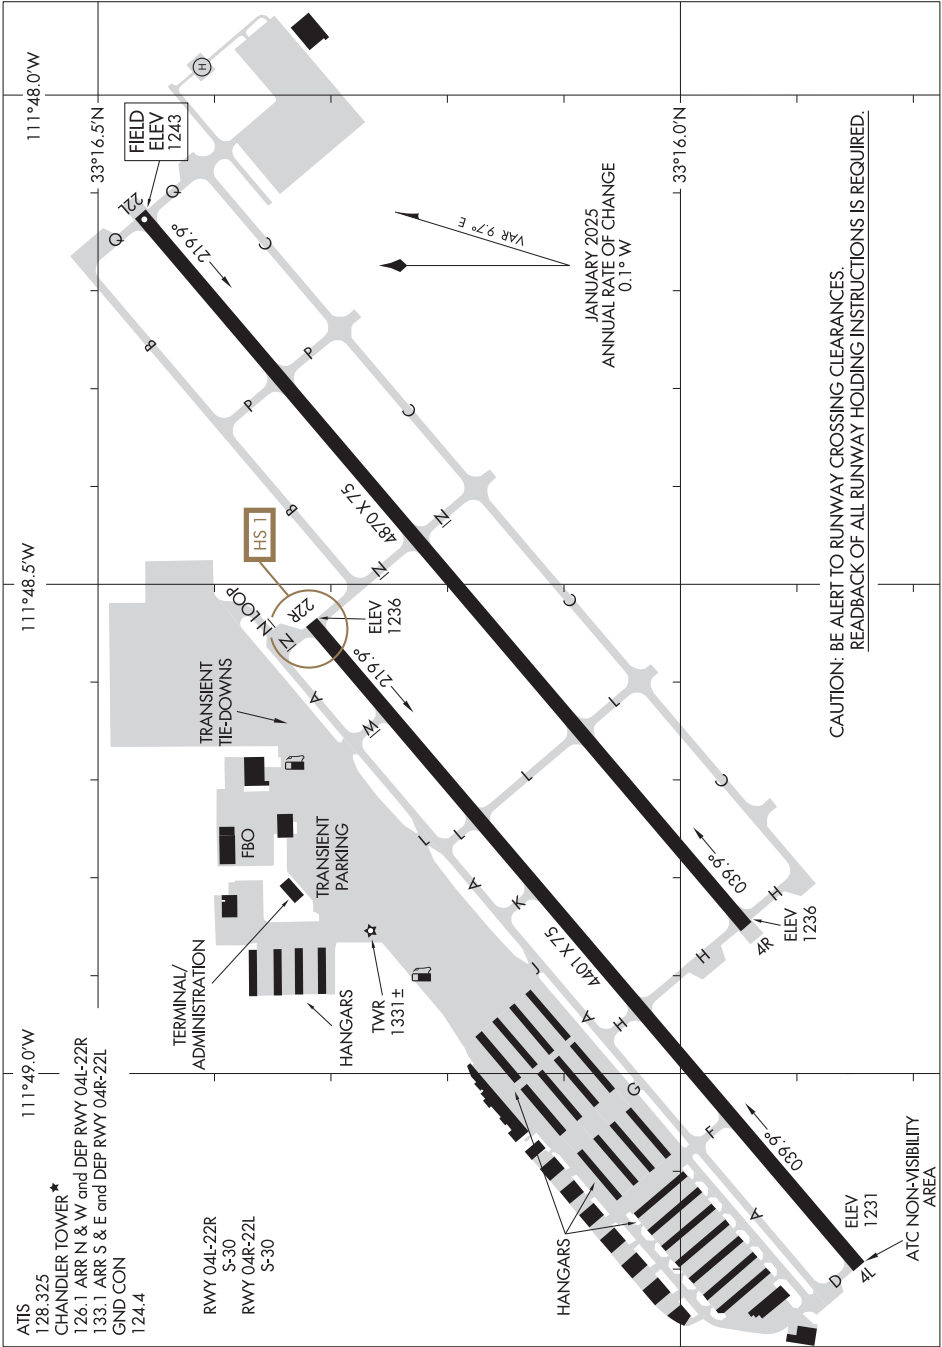 ATIS
128.325
CHANDLER TOWER★
126.1 ARR N & W and DEP RWY 04L-22R
133.1 ARR S & E and DEP RWY 04R-22L
GND CON
124.4
RWY 04L-22R
S-30
RWY 04R-22L
S-30
111°49.0'W
111°48.5'W
111°48.0'W
33°16.5'N
33°16.0'N
FIELD
ELEV
1243
H
22L
Q
Q
219.9°
C
B
P
P
C
B
4870 X 75
N
N
C
L
L
C
HS 1
N LOOP
N
22R
ELEV
1236
219.9°
A
M
TRANSIENT
TIE-DOWNS
FBO
TRANSIENT
PARKING
TERMINAL/
ADMINISTRATION
HANGARS
TWR
1331±
L
L
A
K
J
4401 X 75
A
H
H
H
039.9°
4R
ELEV
1236
G
F
A
039.9°
ELEV
1231
4L
D
HANGARS
ATC NON-VISIBILITY
AREA
VAR 9.7° E
JANUARY 2025
ANNUAL RATE OF CHANGE
0.1° W
CAUTION: BE ALERT TO RUNWAY CROSSING CLEARANCES.
READBACK OF ALL RUNWAY HOLDING INSTRUCTIONS IS REQUIRED.